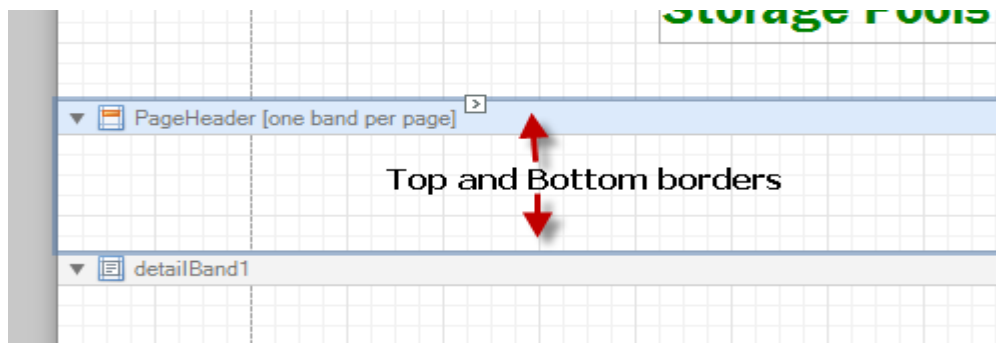 Storage Pools
PageHeader [one band per page]
Top and Bottom borders
detailBand1